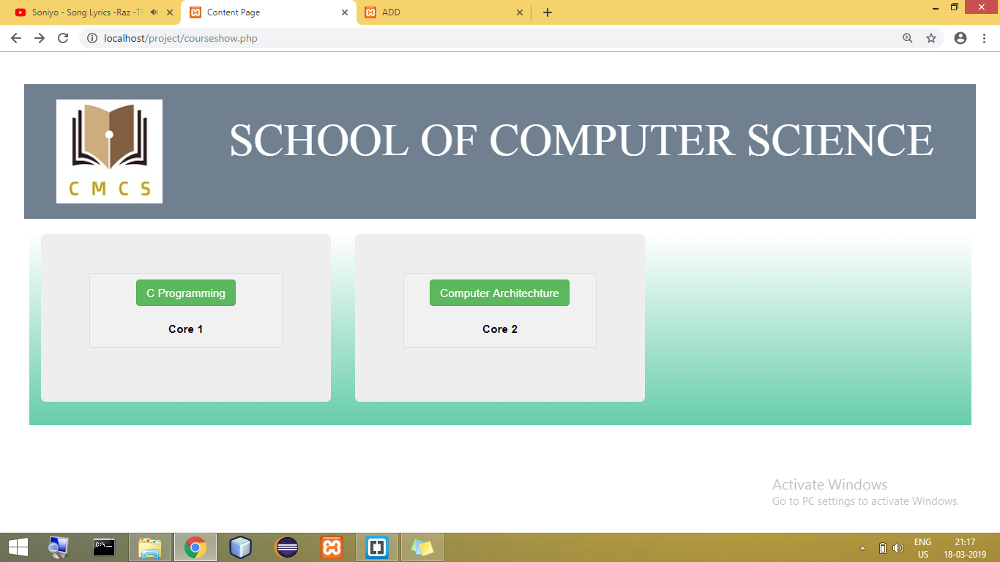 Soniyo - Song Lyrics -Raz -Th
Content Page
ADD
localhost/project/courseshow.php
CMCS
SCHOOL OF COMPUTER SCIENCE
C Programming
Core 1
Computer Architechture
Core 2
Activate Windows
Go to PC settings to activate Windows.
C:\_
ENG
US
21:17
18-03-2019